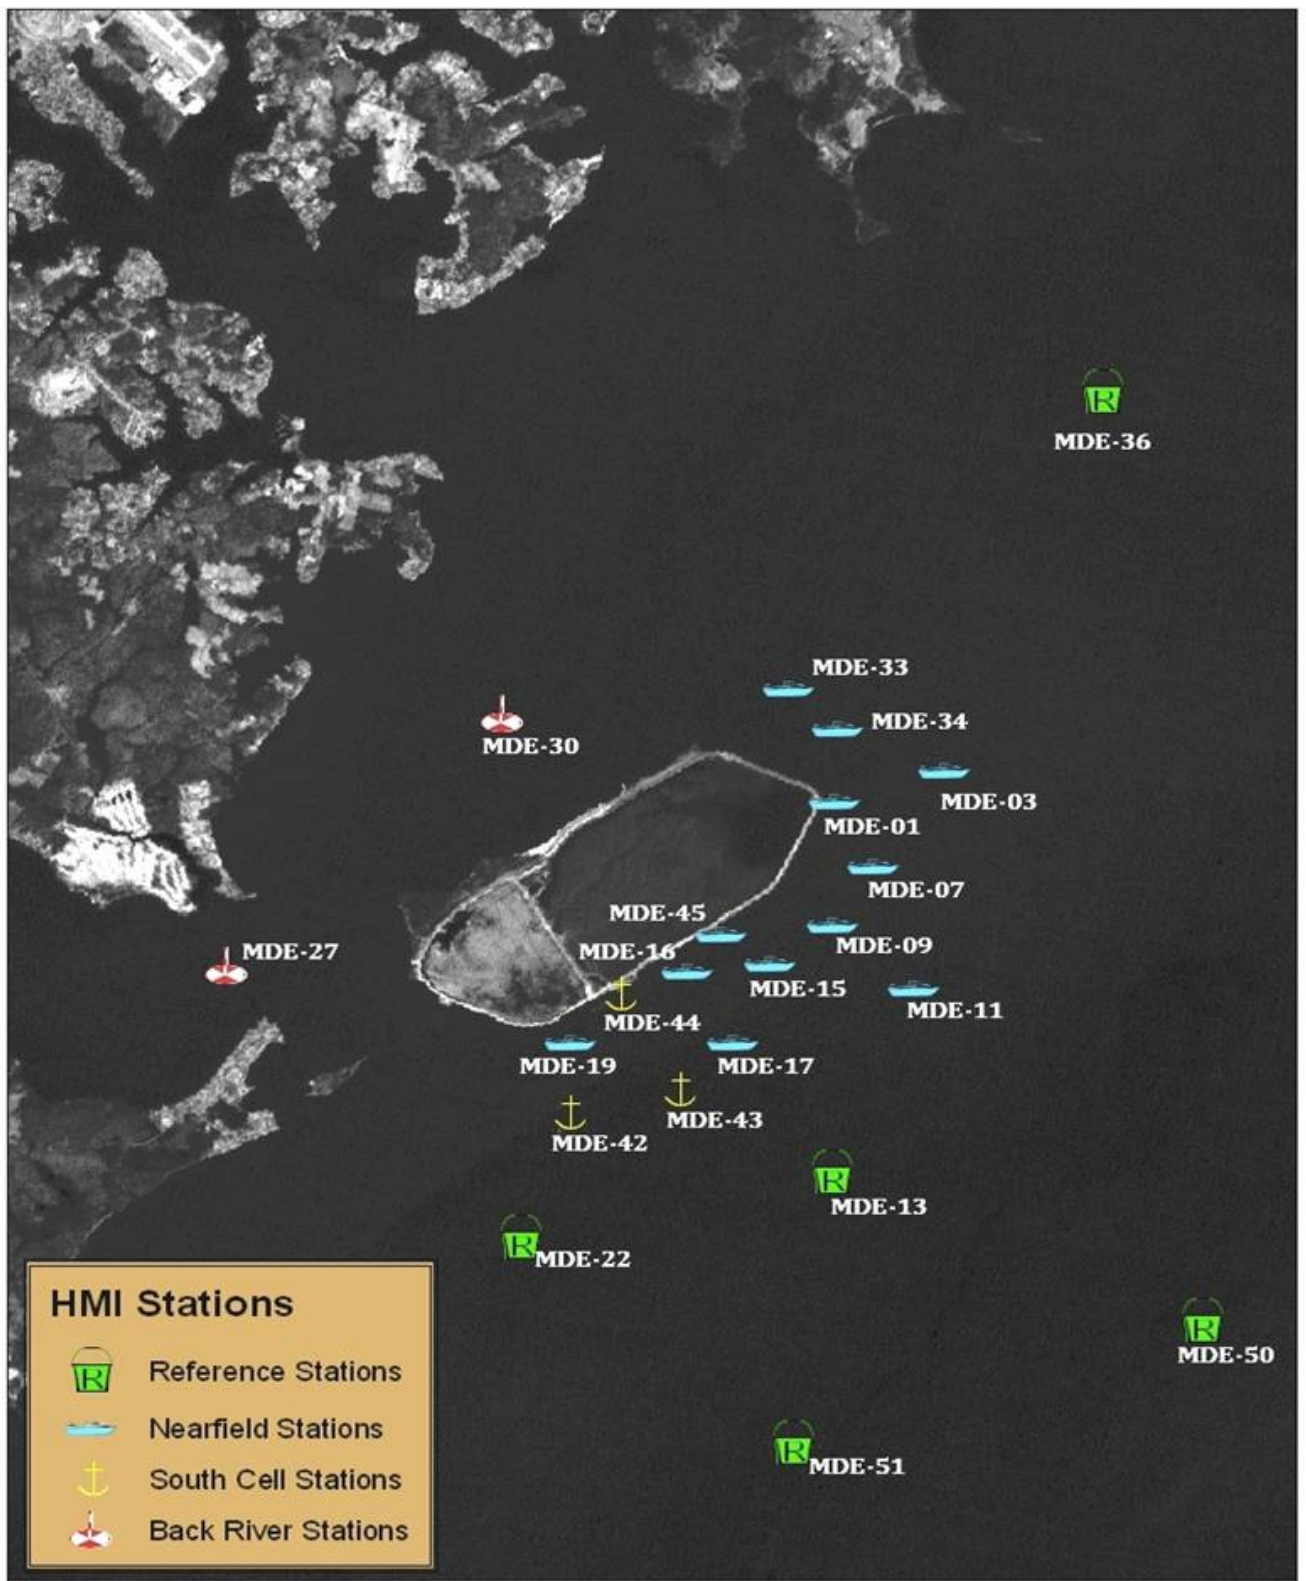 R
MDE-36
MDE-33
MDE-34
MDE-30
MDE-03
MDE-01
MDE-07
MDE-45
MDE-09
MDE-16
MDE-27
MDE-15
MDE-11
MDE-44
MDE-19
MDE-17
MDE-43
MDE-42
R
MDE-13
R
MDE-22
R
MDE-50
R
MDE-51
HMI Stations
R Reference Stations
Nearfield Stations
South Cell Stations
Back River Stations